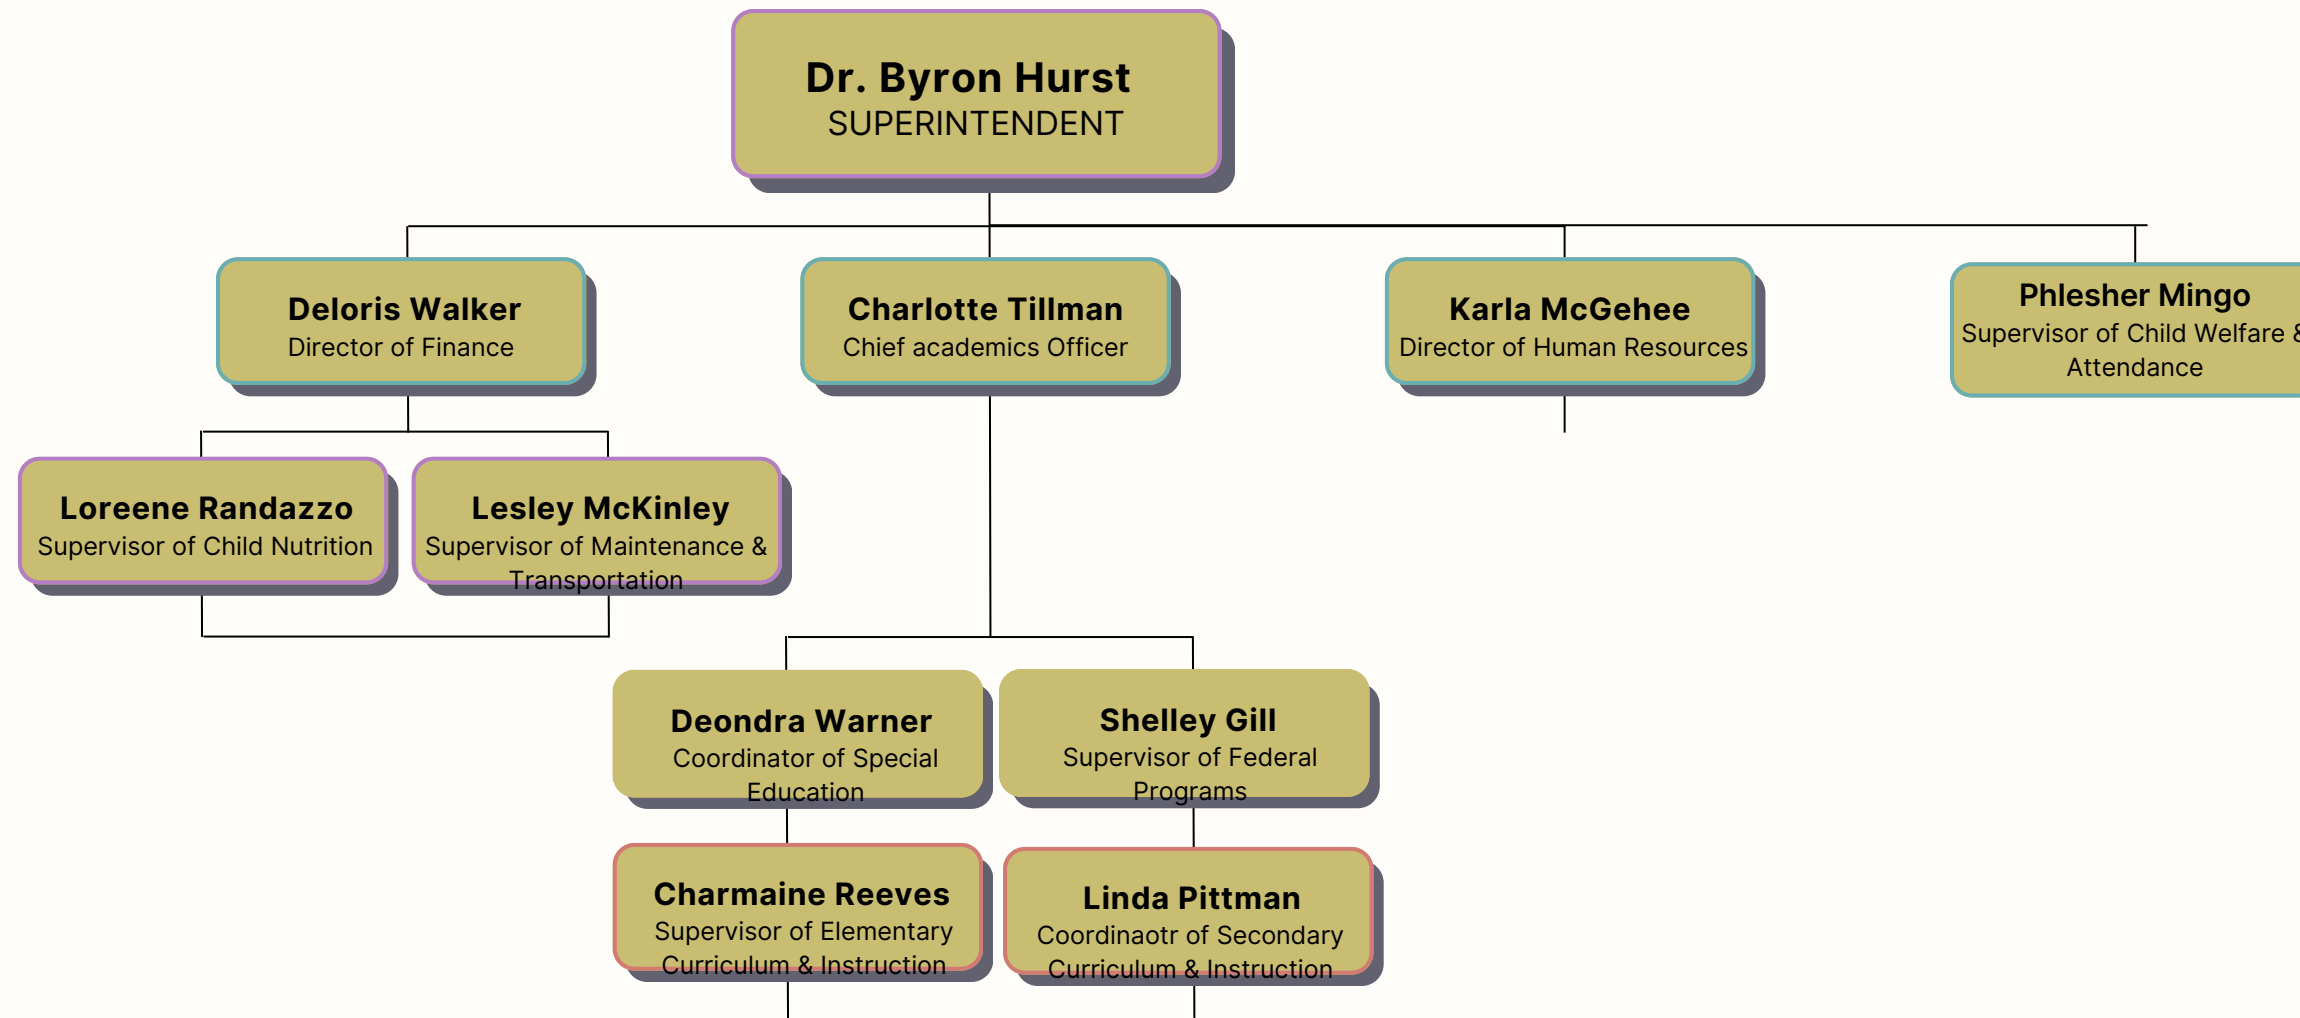 Dr. Byron Hurst
SUPERINTENDENT
Deloris Walker
Director of Finance
Charlotte Tillman
Chief academics Officer
Karla McGehee
Director of Human Resources
Phlesher Mingo
Supervisor of Child Welfare &
Attendance
Loreene Randazzo
Supervisor of Child Nutrition
Lesley McKinley
Supervisor of Maintenance &
Transportation
Deondra Warner
Coordinator of Special
Education
Shelley Gill
Supervisor of Federal
Programs
Charmaine Reeves
Supervisor of Elementary
Curriculum & Instruction
Linda Pittman
Coordinaotr of Secondary
Curriculum & Instruction